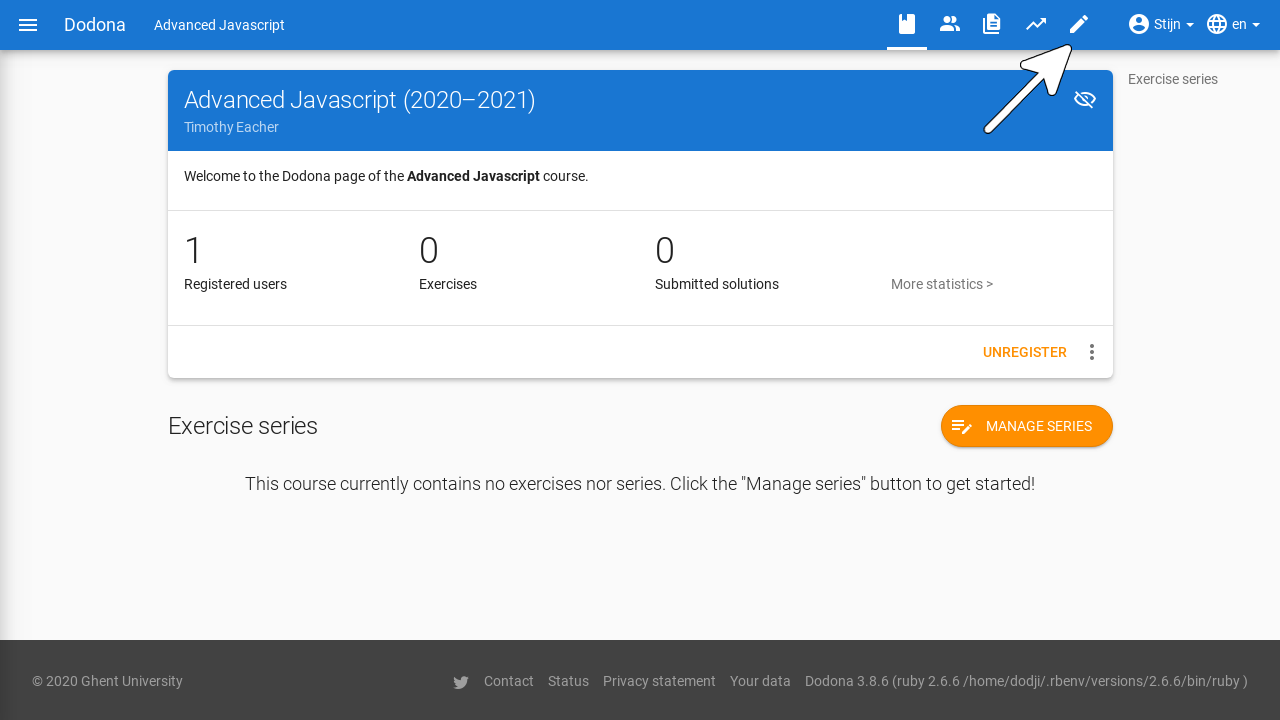 Dodona
Advanced Javascript
Stijn
en
Advanced Javascript (2020–2021)
Timothy Eacher
Exercise series
Welcome to the Dodona page of the Advanced Javascript course.
1
Registered users
0
Exercises
0
Submitted solutions
More statistics >
UNREGISTER
Exercise series
MANAGE SERIES
This course currently contains no exercises nor series. Click the "Manage series" button to get started!
© 2020 Ghent University
Contact
Status
Privacy statement
Your data
Dodona 3.8.6 (ruby 2.6.6 /home/dodji/.rbenv/versions/2.6.6/bin/ruby )